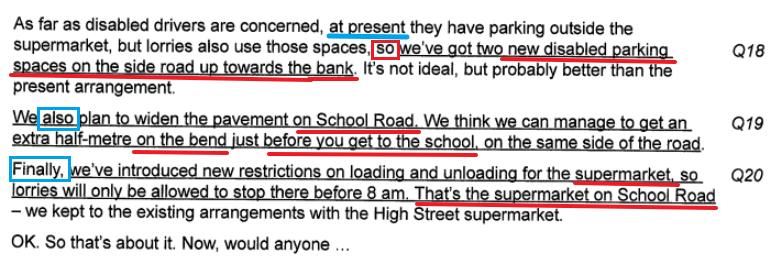 As far as disabled drivers are concerned, at present they have parking outside the
supermarket, but lorries also use those spaces, so we've got two new disabled parking
Q18
spaces on the side road up towards the bank. It's not ideal, but probably better than the
present arrangement.
We also plan to widen the pavement on School Road. We think we can manage to get an
Q19
extra half-metre on the bend just before you get to the school, on the same side of the road.
Finally, we've introduced new restrictions on loading and unloading for the supermarket, so
Q20
lorries will only be allowed to stop there before 8 am. That's the supermarket on School Road
– we kept to the existing arrangements with the High Street supermarket.
OK. So that's about it. Now, would anyone …